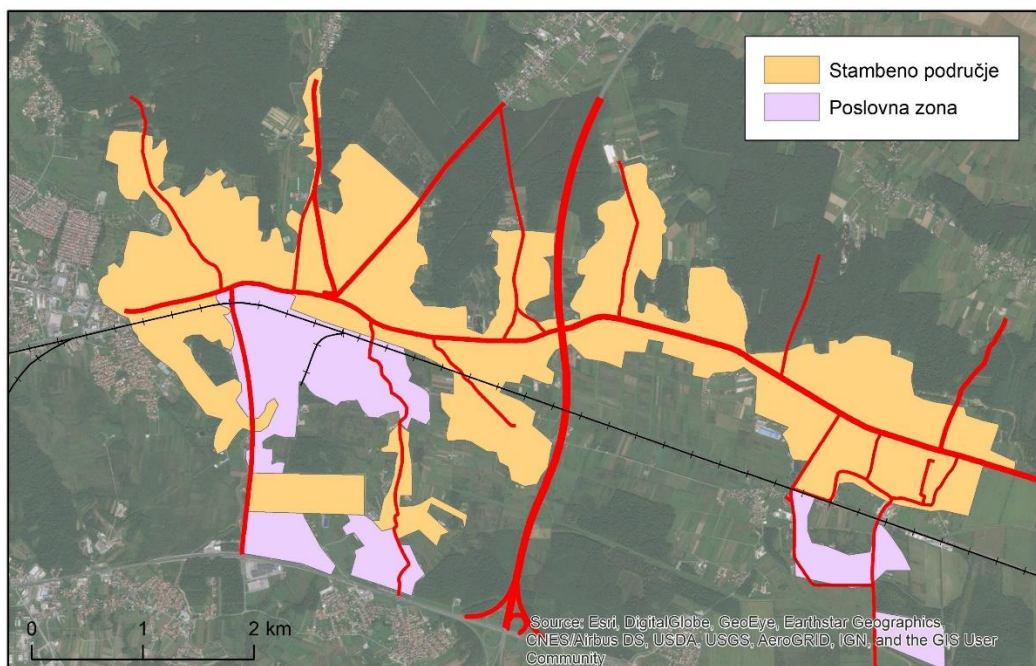 Stambeno područje
Poslovna zona
0 1 2 km
Source: Esri, DigitalGlobe, GeoEye, Earthstar Geographics,
CNES/Airbus DS, USDA, USGS, AeroGRID, IGN, and the GIS User
Community